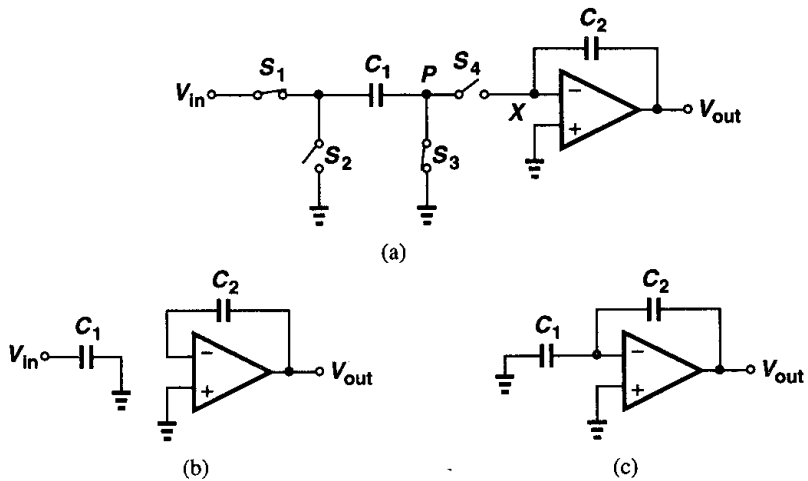 C2
S1
C1
P
S4
Vin
X
−
+
Vout
S2
S3
(a)
C2
C1
Vin
−
+
Vout
(b)
C2
C1
−
+
Vout
(c)